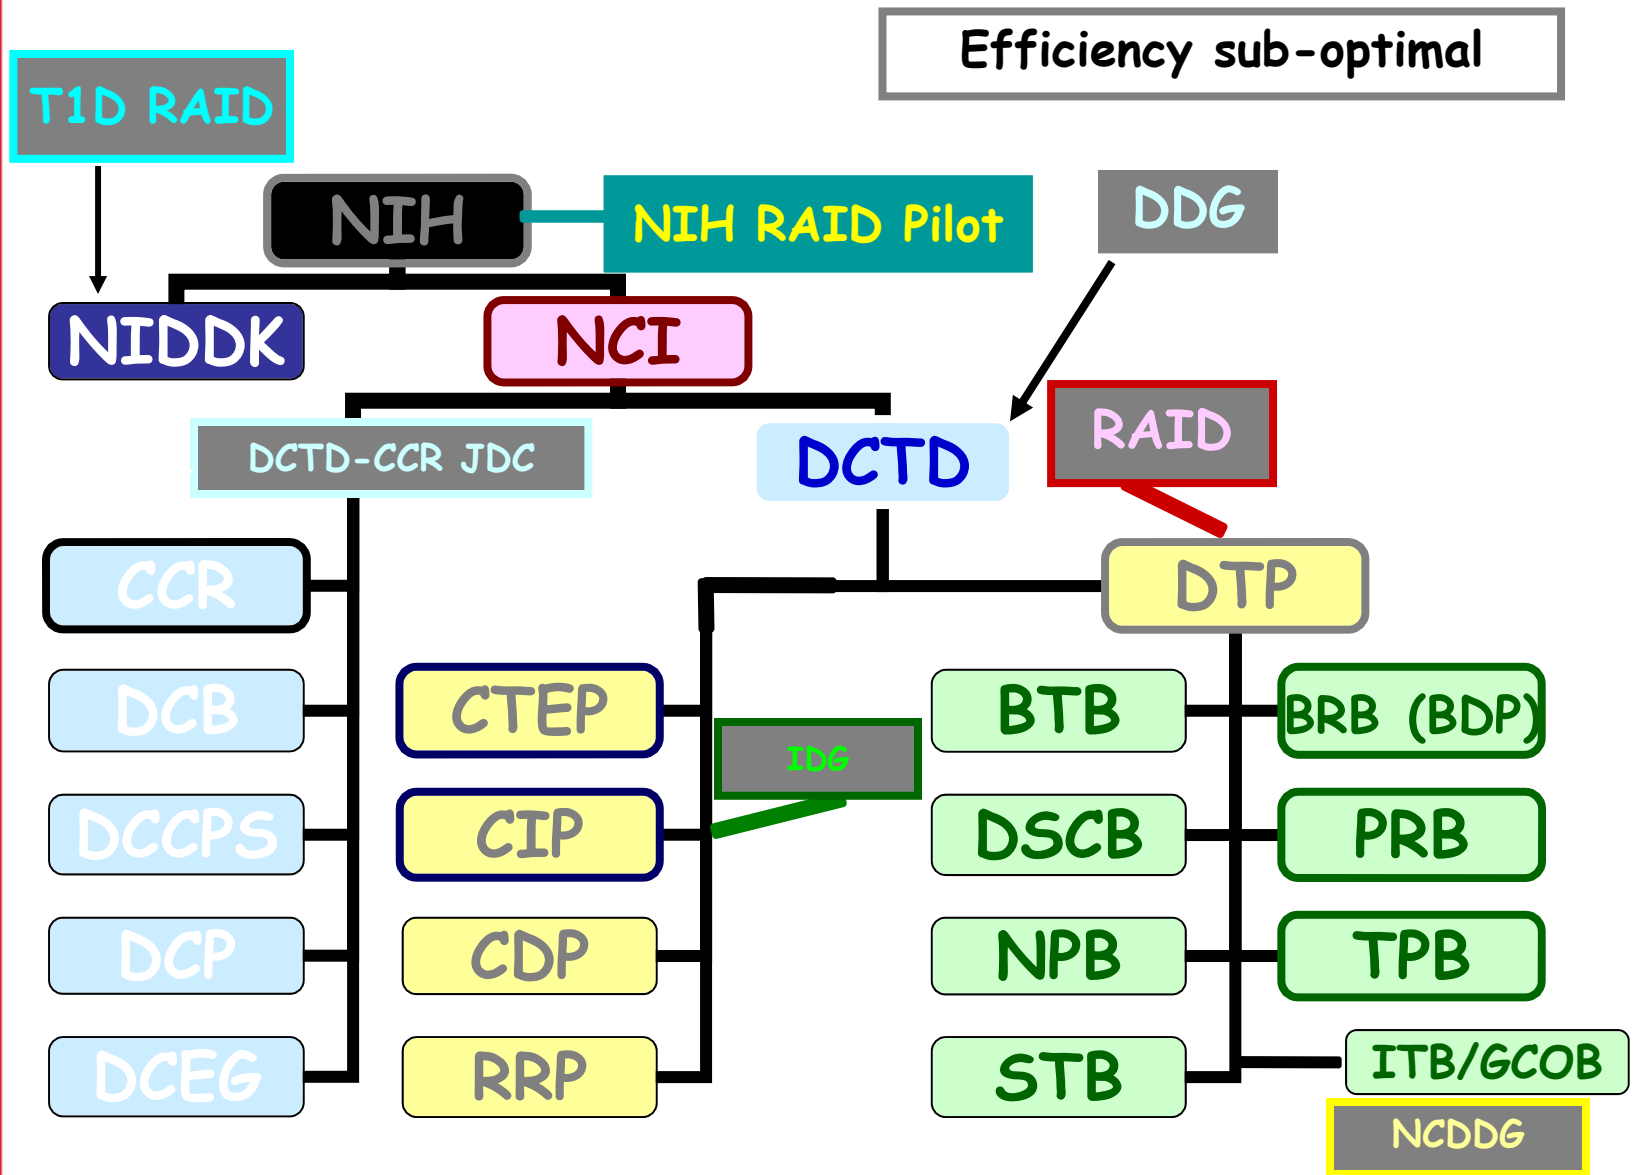 Efficiency sub-optimal
T1D RAID
NIH
NIH RAID Pilot
DDG
NIDDK
NCI
DCTD-CCR JDC
DCTD
RAID
CCR
DTP
DCB
CTEP
BTB
BRB (BDP)
IDG
DCCPS
CIP
DSCB
PRB
DCP
CDP
NPB
TPB
DCEG
RRP
STB
ITB/GCOB
NCDDG